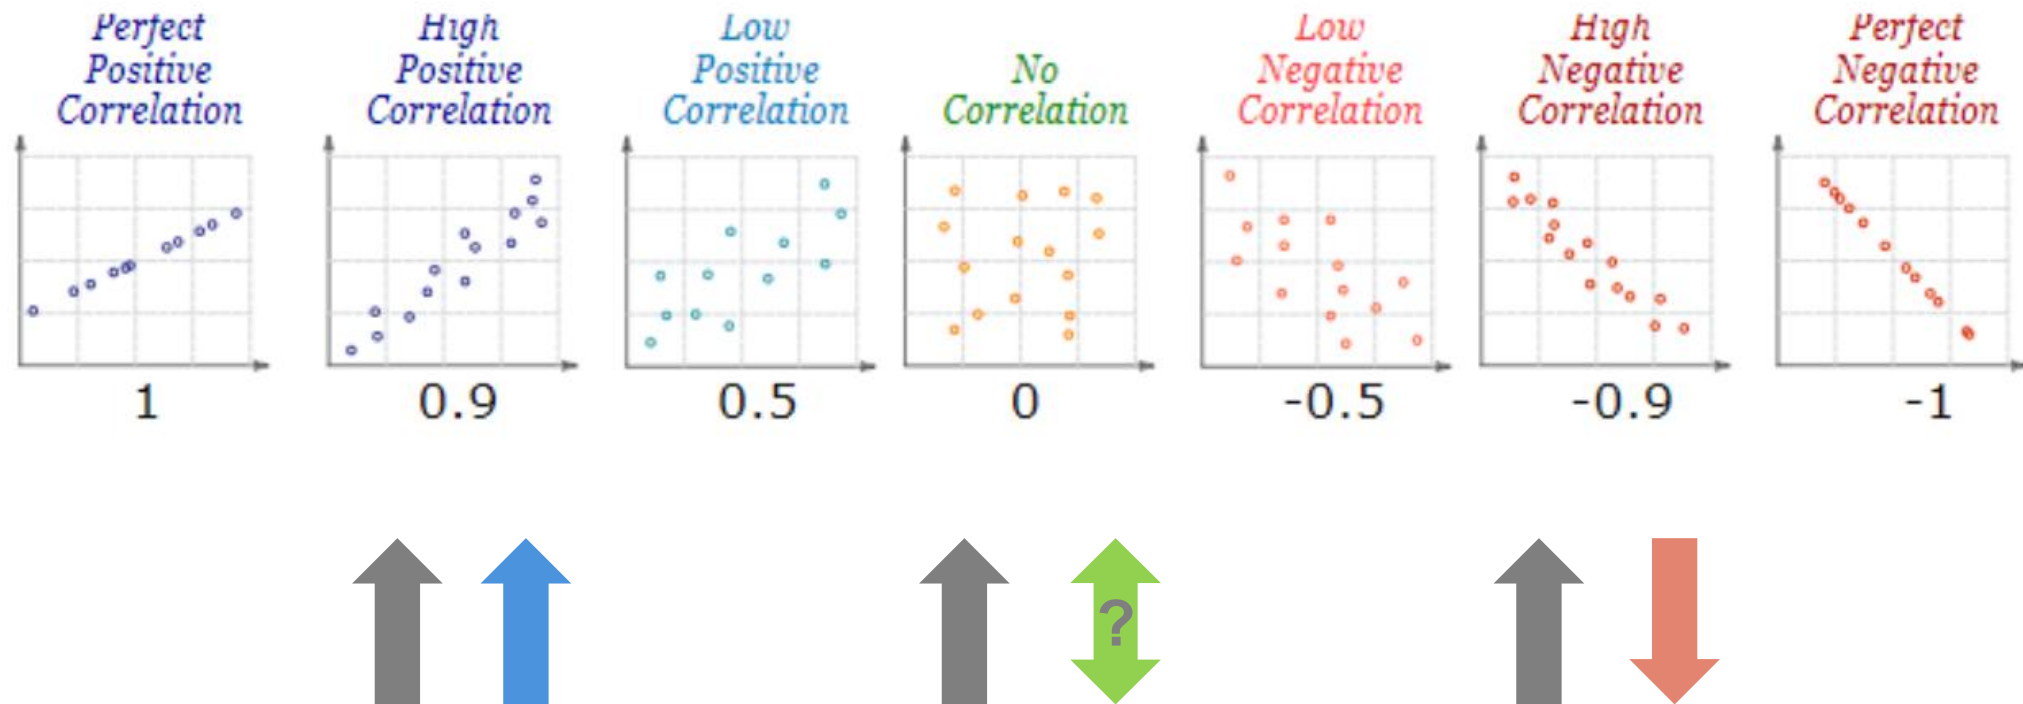 Perfect
Positive
Correlation
High
Positive
Correlation
Low
Positive
Correlation
No
Correlation
Low
Negative
Correlation
High
Negative
Correlation
Perfect
Negative
Correlation
1
0.9
0.5
0
-0.5
-0.9
-1
?